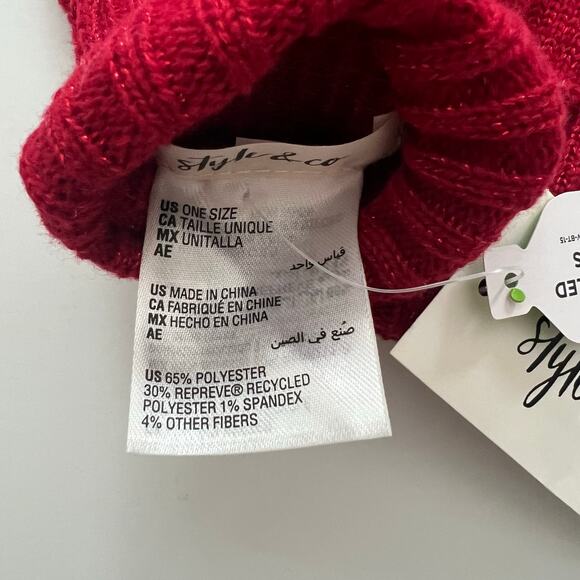 style & co
US ONE SIZE
CA TAILLE UNIQUE
MX UNITALLA
AE
قياس واحد
US MADE IN CHINA
CA FABRIQUÉ EN CHINE
MX HECHO EN CHINA
AE
صُنع في الصين
US 65% POLYESTER
30% REPREVE® RECYCLED
POLYESTER 1% SPANDEX
4% OTHER FIBERS
style